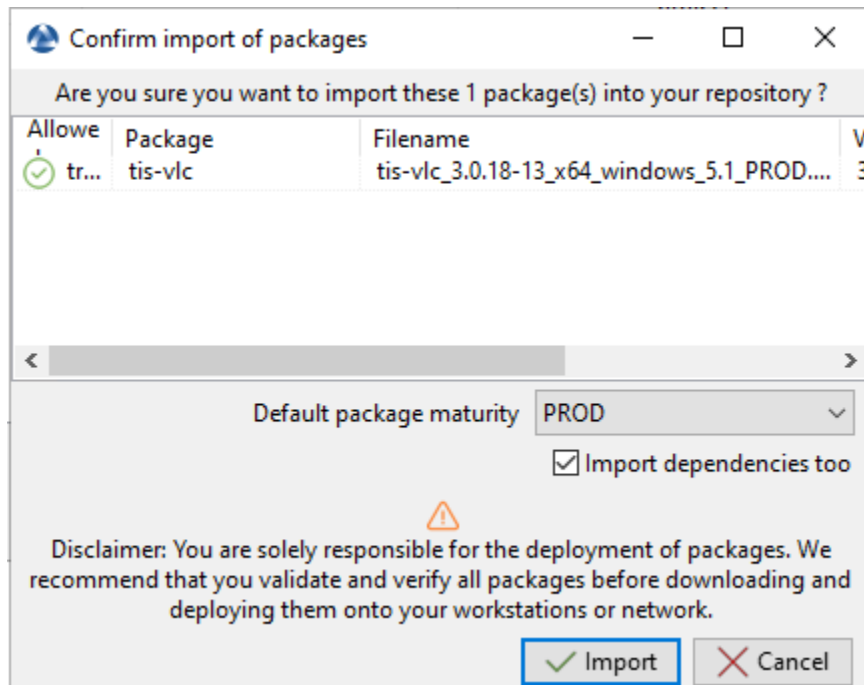 Confirm import of packages
Are you sure you want to import these 1 package(s) into your repository ?
Allowe Package Filename V
tr... tis-vlc tis-vlc_3.0.18-13_x64_windows_5.1_PROD.... 3
Default package maturity PROD
Import dependencies too
Disclaimer: You are solely responsible for the deployment of packages. We
recommend that you validate and verify all packages before downloading and
deploying them onto your workstations or network.
Import Cancel